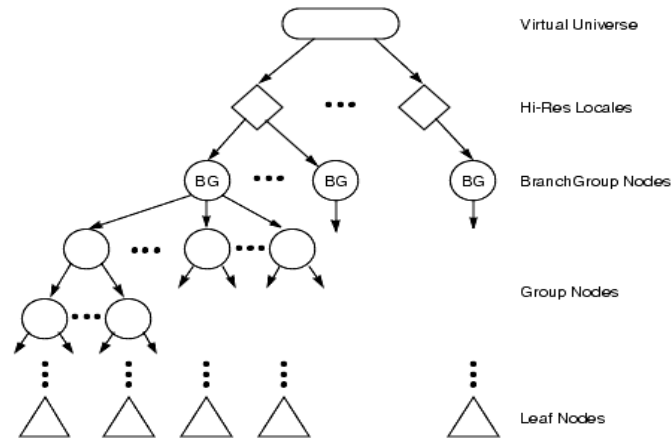 Virtual Universe
Hi-Res Locales
BG
BG
BG
BranchGroup Nodes
Group Nodes
Leaf Nodes